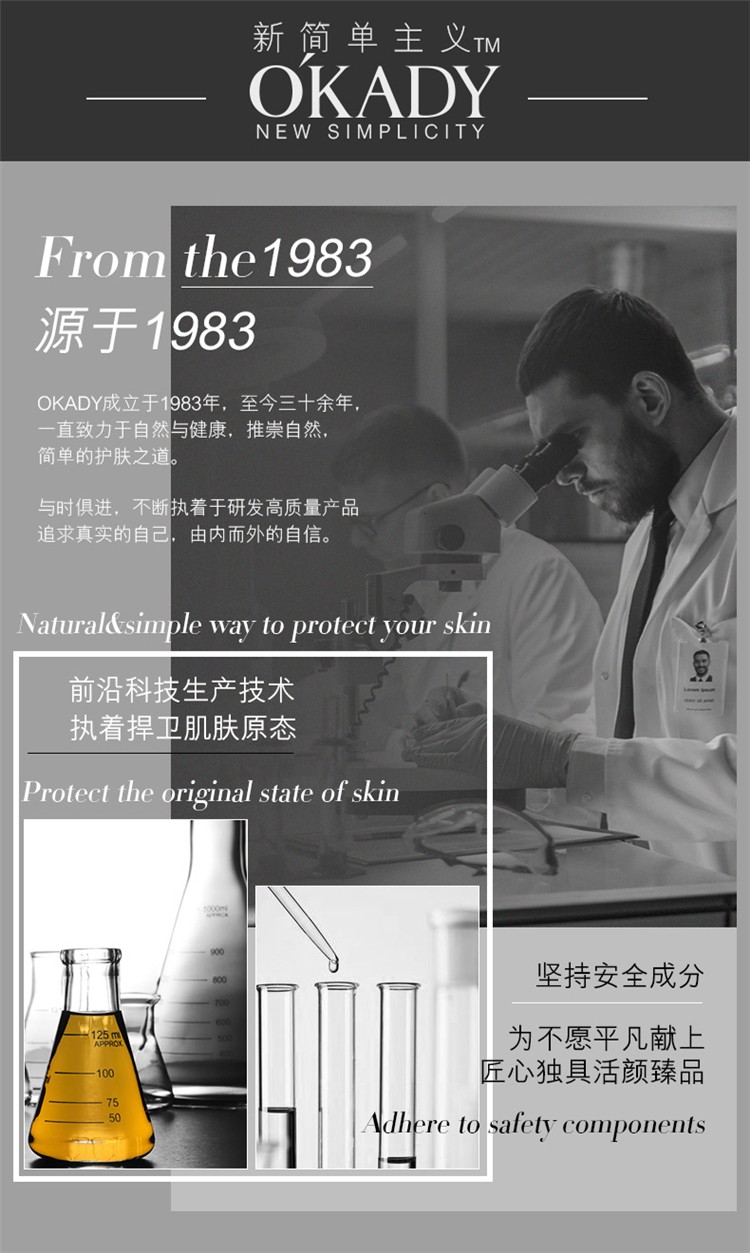 新简单主义TM
O'KADY
NEW SIMPLICITY
From the1983
源于1983
OKADY成立于1983年，至今三十余年，
一直致力于自然与健康，推崇自然，
简单的护肤之道。
与时俱进，不断执着于研发高质量产品
追求真实的自己，由内而外的自信。
Natural&simple way to protect your skin
前沿科技生产技术
执着捍卫肌肤原态
Protect the original state of skin
1000ml
APPROX
900
800
700
600
500
125 ml
APPROX
100
75
50
坚持安全成分
为不愿平凡献上
匠心独具活颜臻品
Adhere to safety components